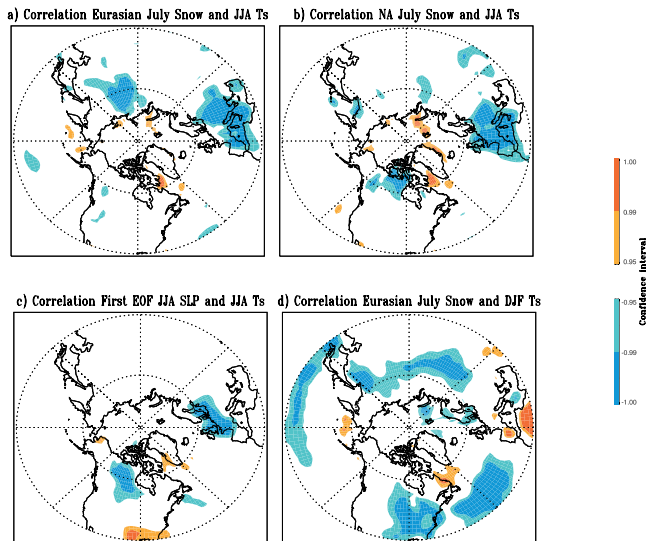 a) Correlation Eurasian July Snow and JJA Ts
b) Correlation NA July Snow and JJA Ts
1.00
0.99
0.95
-0.95
-0.99
-1.00
Confidence Interval
c) Correlation First EOF JJA SLP and JJA Ts
d) Correlation Eurasian July Snow and DJF Ts